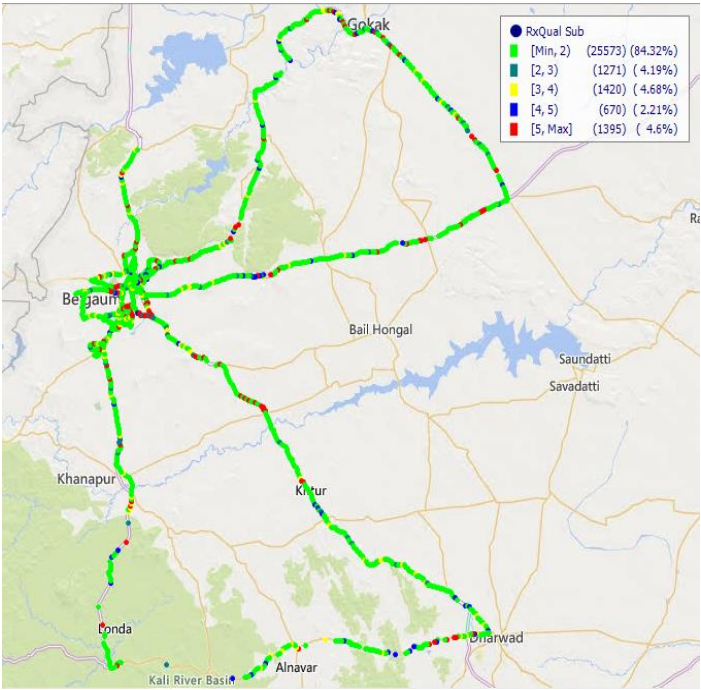 Gokak
RxQual Sub
[Min, 2) (25573) (84.32%)
[2, 3) (1271) ( 4.19%)
[3, 4) (1420) ( 4.68%)
[4, 5) (670) ( 2.21%)
[5, Max] (1395) ( 4.6%)
Ra
Belgaum
Bail Hongal
Saundatti
Savadatti
Khanapur
Kittur
Londa
Dharwad
Alnavar
Kali River Basin